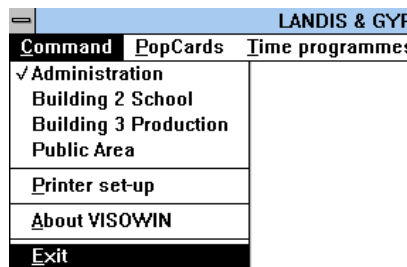 LANDIS & GYR
Command PopCards Time programmes
✓ Administration
Building 2 School
Building 3 Production
Public Area
Printer set-up
About VISOWIN
Exit